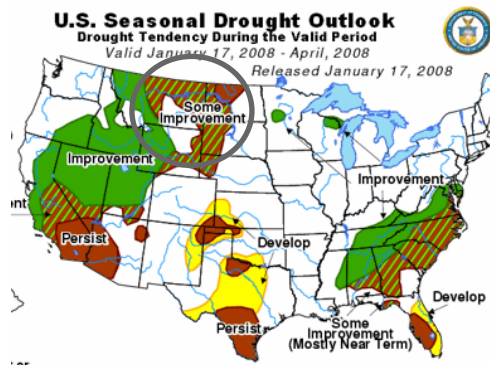 U.S. Seasonal Drought Outlook
Drought Tendency During the Valid Period
Valid January 17, 2008 - April, 2008
Released January 17, 2008
Some
Improvement
Improvement
Improvement
Persist
Develop
Persist
Some
Improvement
(Mostly Near Term)
Develop